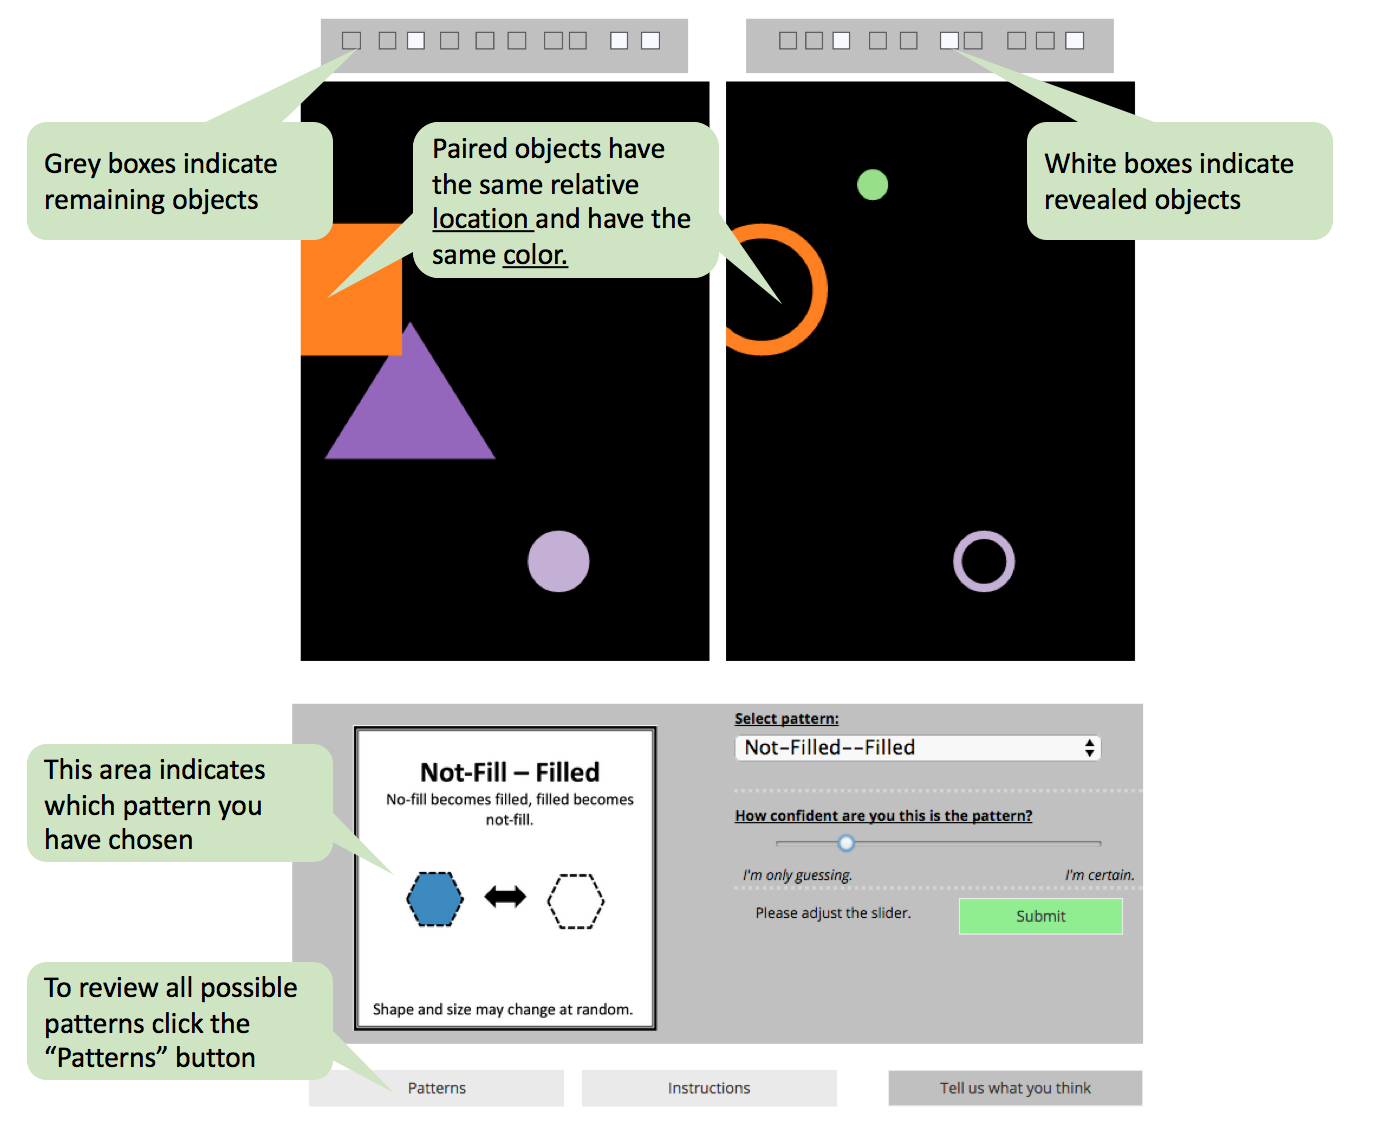 Grey boxes indicate
remaining objects
Paired objects have
the same relative
location and have the
same color.
White boxes indicate
revealed objects
This area indicates
which pattern you
have chosen
Not-Fill – Filled
No-fill becomes filled, filled becomes
not-fill.
Shape and size may change at random.
Select pattern:
Not-Filled--Filled
How confident are you this is the pattern?
I'm only guessing.
I'm certain.
Please adjust the slider.
Submit
To review all possible
patterns click the
“Patterns” button
Patterns
Instructions
Tell us what you think